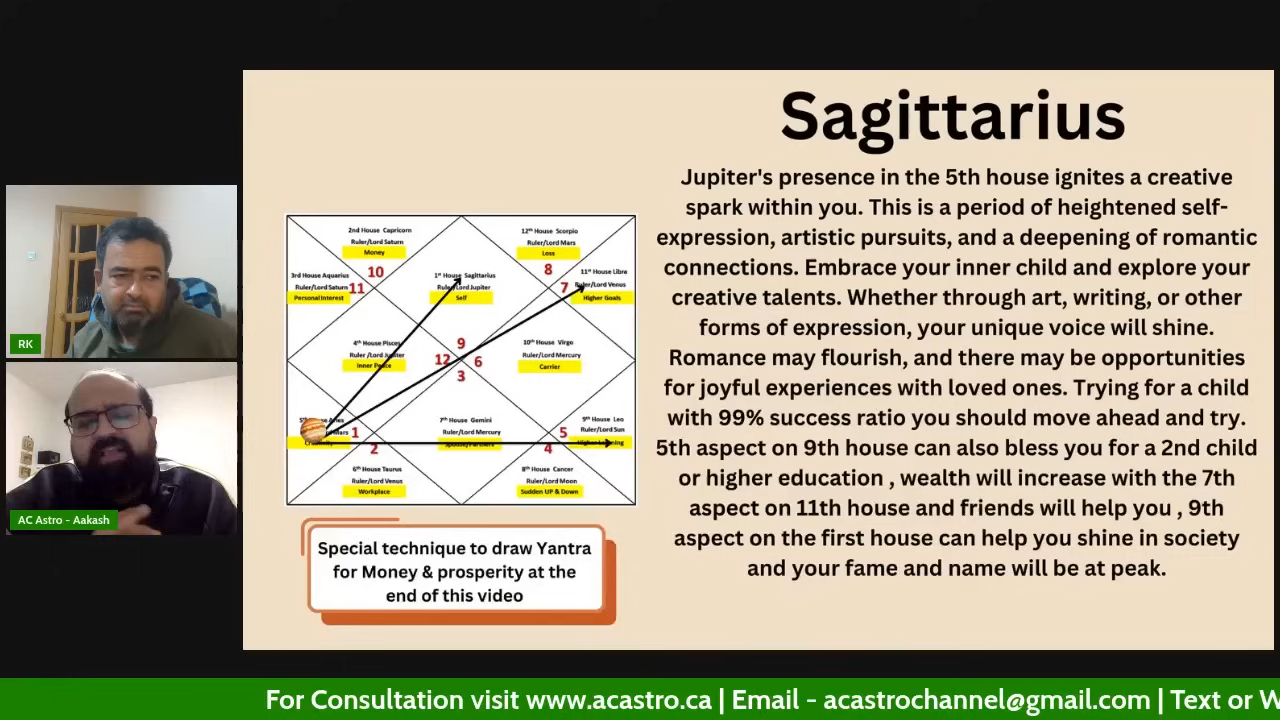 Sagittarius
Jupiter's presence in the 5th house ignites a creative
spark within you. This is a period of heightened self-
expression, artistic pursuits, and a deepening of romantic
connections. Embrace your inner child and explore your
creative talents. Whether through art, writing, or other
forms of expression, your unique voice will shine.
Romance may flourish, and there may be opportunities
for joyful experiences with loved ones. Trying for a child
with 99% success ratio you should move ahead and try.
5th aspect on 9th house can also bless you for a 2nd child
or higher education , wealth will increase with the 7th
aspect on 11th house and friends will help you , 9th
aspect on the first house can help you shine in society
and your fame and name will be at peak.
2nd House Capricorn
Ruler/Lord Saturn
Money
10
12th House Scorpio
Ruler/Lord Mars
Loss
8
3rd House Aquarius
Ruler/Lord Saturn
Personal Interest
11
1st House Sagittarius
Ruler/Lord Jupiter
Self
9
11st House Libra
Ruler/Lord Venus
Higher Goals
7
4th House Pisces
Ruler/Lord Jupiter
Inner Peace
12
10th House Virgo
Ruler/Lord Mercury
Carrier
6
3
Aries
1
7th House Gemini
Ruler/Lord Mercury
Spouse/Partners
9th House Leo
Ruler/Lord Sun
Higher Learning
5
2
6th House Taurus
Ruler/Lord Venus
Workplace
4
8th House Cancer
Ruler/Lord Moon
Sudden UP & Down
Special technique to draw Yantra
for Money & prosperity at the
end of this video
RK
AC Astro - Aakash
For Consultation visit www.acastro.ca | Email - acastrochannel@gmail.com | Text or W